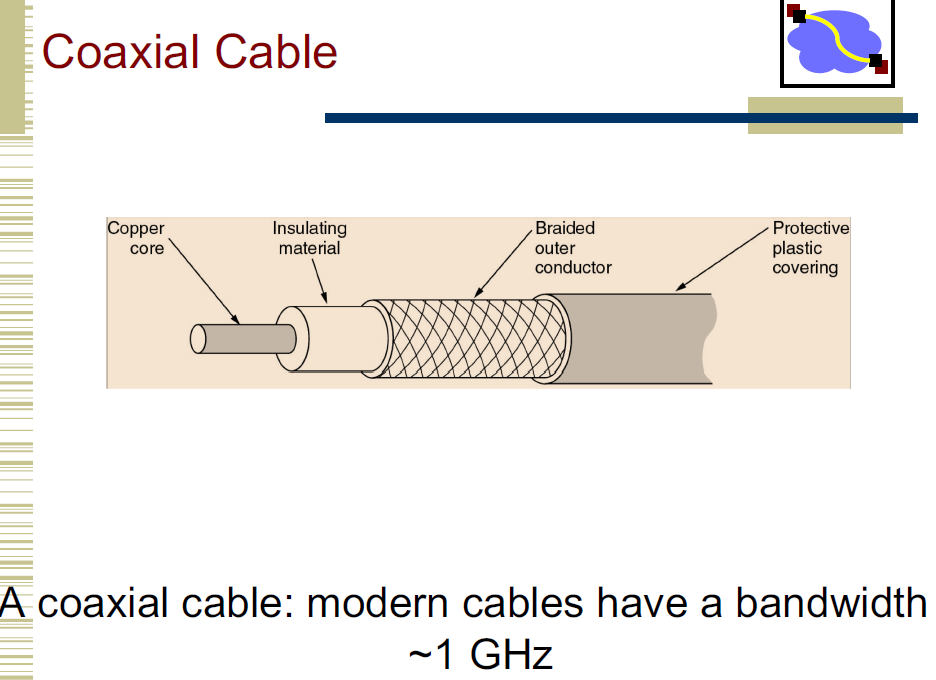 Coaxial Cable
Copper
core
Insulating
material
Braided
outer
conductor
Protective
plastic
covering
A coaxial cable: modern cables have a bandwidth
~1 GHz